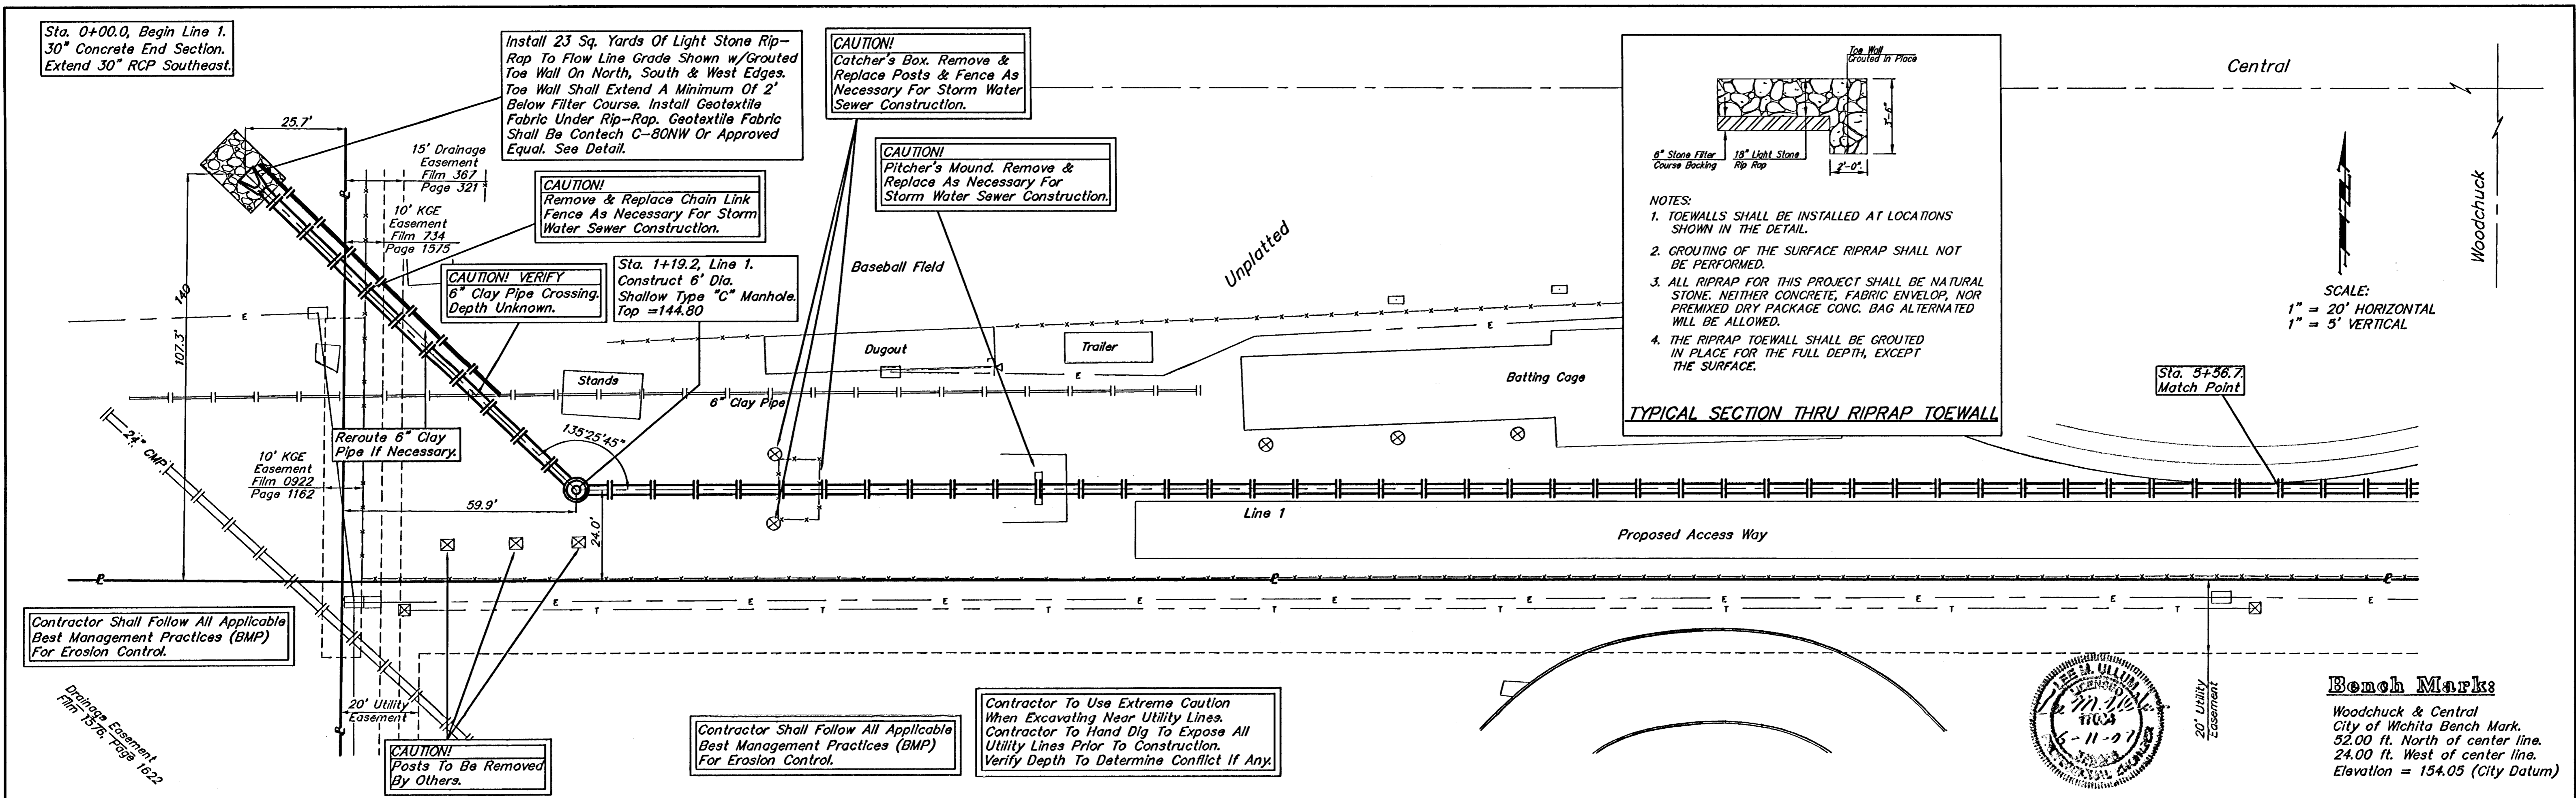 Sta. 0+00.0, Begin Line 1.
30" Concrete End Section.
Extend 30" RCP Southeast.
Install 23 Sq. Yards Of Light Stone Rip-
Rap To Flow Line Grade Shown w/Grouted
Toe Wall On North, South & West Edges.
Toe Wall Shall Extend A Minimum Of 2'
Below Filter Course. Install Geotextile
Fabric Under Rip-Rap. Geotextile Fabric
Shall Be Contech C-80NW Or Approved
Equal. See Detail.
CAUTION!
Catcher's Box. Remove &
Replace Posts & Fence As
Necessary For Storm Water
Sewer Construction.
CAUTION!
Pitcher's Mound. Remove &
Replace As Necessary For
Storm Water Sewer Construction.
CAUTION!
Remove & Replace Chain Link
Fence As Necessary For Storm
Water Sewer Construction.
CAUTION! VERIFY
6" Clay Pipe Crossing.
Depth Unknown.
Sta. 1+19.2, Line 1.
Construct 6' Dia.
Shallow Type "C" Manhole.
Top =144.80
25.7'
15' Drainage
Easement
Film 367
Page 321
10' KGE
Easement
Film 734
Page 1575
140
107.3'
E
Baseball Field
Unplatted
Dugout
Trailer
E
E
Stands
6" Clay Pipe
Batting Cage
135°25'45"
Reroute 6" Clay
Pipe If Necessary.
24" CMP
10' KGE
Easement
Film 0922
Page 1162
59.9'
24.0'
Line 1
Proposed Access Way
Toe Wall
Grouted in Place
3'-6"
6" Stone Filter
Course Backing
18" Light Stone
Rip Rap
2'-0"
NOTES:
1. TOEWALLS SHALL BE INSTALLED AT LOCATIONS
SHOWN IN THE DETAIL.
2. GROUTING OF THE SURFACE RIPRAP SHALL NOT
BE PERFORMED.
3. ALL RIPRAP FOR THIS PROJECT SHALL BE NATURAL
STONE. NEITHER CONCRETE, FABRIC ENVELOP, NOR
PREMIXED DRY PACKAGE CONC. BAG ALTERNATED
WILL BE ALLOWED.
4. THE RIPRAP TOEWALL SHALL BE GROUTED
IN PLACE FOR THE FULL DEPTH, EXCEPT
THE SURFACE.
TYPICAL SECTION THRU RIPRAP TOEWALL
Central
Woodchuck
SCALE:
1" = 20' HORIZONTAL
1" = 5' VERTICAL
Sta. 5+56.7
Match Point
E E E E E E E E E E
T T T T T T T
Contractor Shall Follow All Applicable
Best Management Practices (BMP)
For Erosion Control.
Drainage Easement
Film 1576, Page 1622
20' Utility
Easement
CAUTION!
Posts To Be Removed
By Others.
Contractor Shall Follow All Applicable
Best Management Practices (BMP)
For Erosion Control.
Contractor To Use Extreme Caution
When Excavating Near Utility Lines.
Contractor To Hand Dig To Expose All
Utility Lines Prior To Construction.
Verify Depth To Determine Conflict If Any.
LEE M. ULLUM
LICENSED
6-11-07
20' Utility
Easement
Bench Mark:
Woodchuck & Central
City of Wichita Bench Mark.
52.00 ft. North of center line.
24.00 ft. West of center line.
Elevation = 154.05 (City Datum)